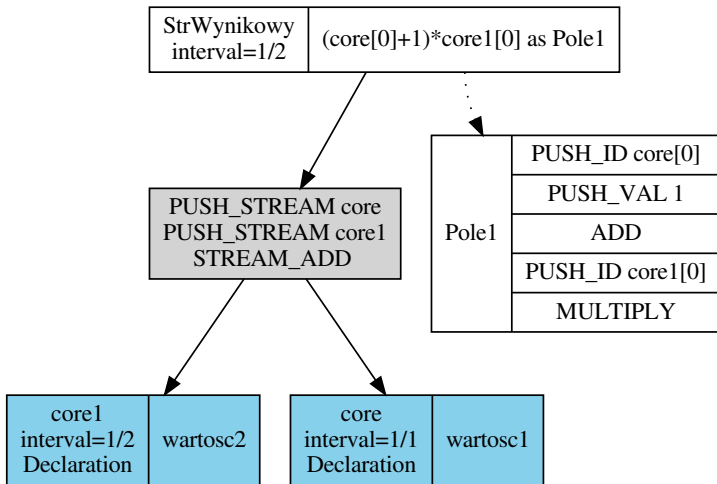 StrWynikowy
interval=1/2
(core[0]+1)*core1[0] as Pole1
PUSH_STREAM core
PUSH_STREAM core1
STREAM_ADD
Pole1
PUSH_ID core[0]
PUSH_VAL 1
ADD
PUSH_ID core1[0]
MULTIPLY
core1
interval=1/2
Declaration
wartosc2
core
interval=1/1
Declaration
wartosc1